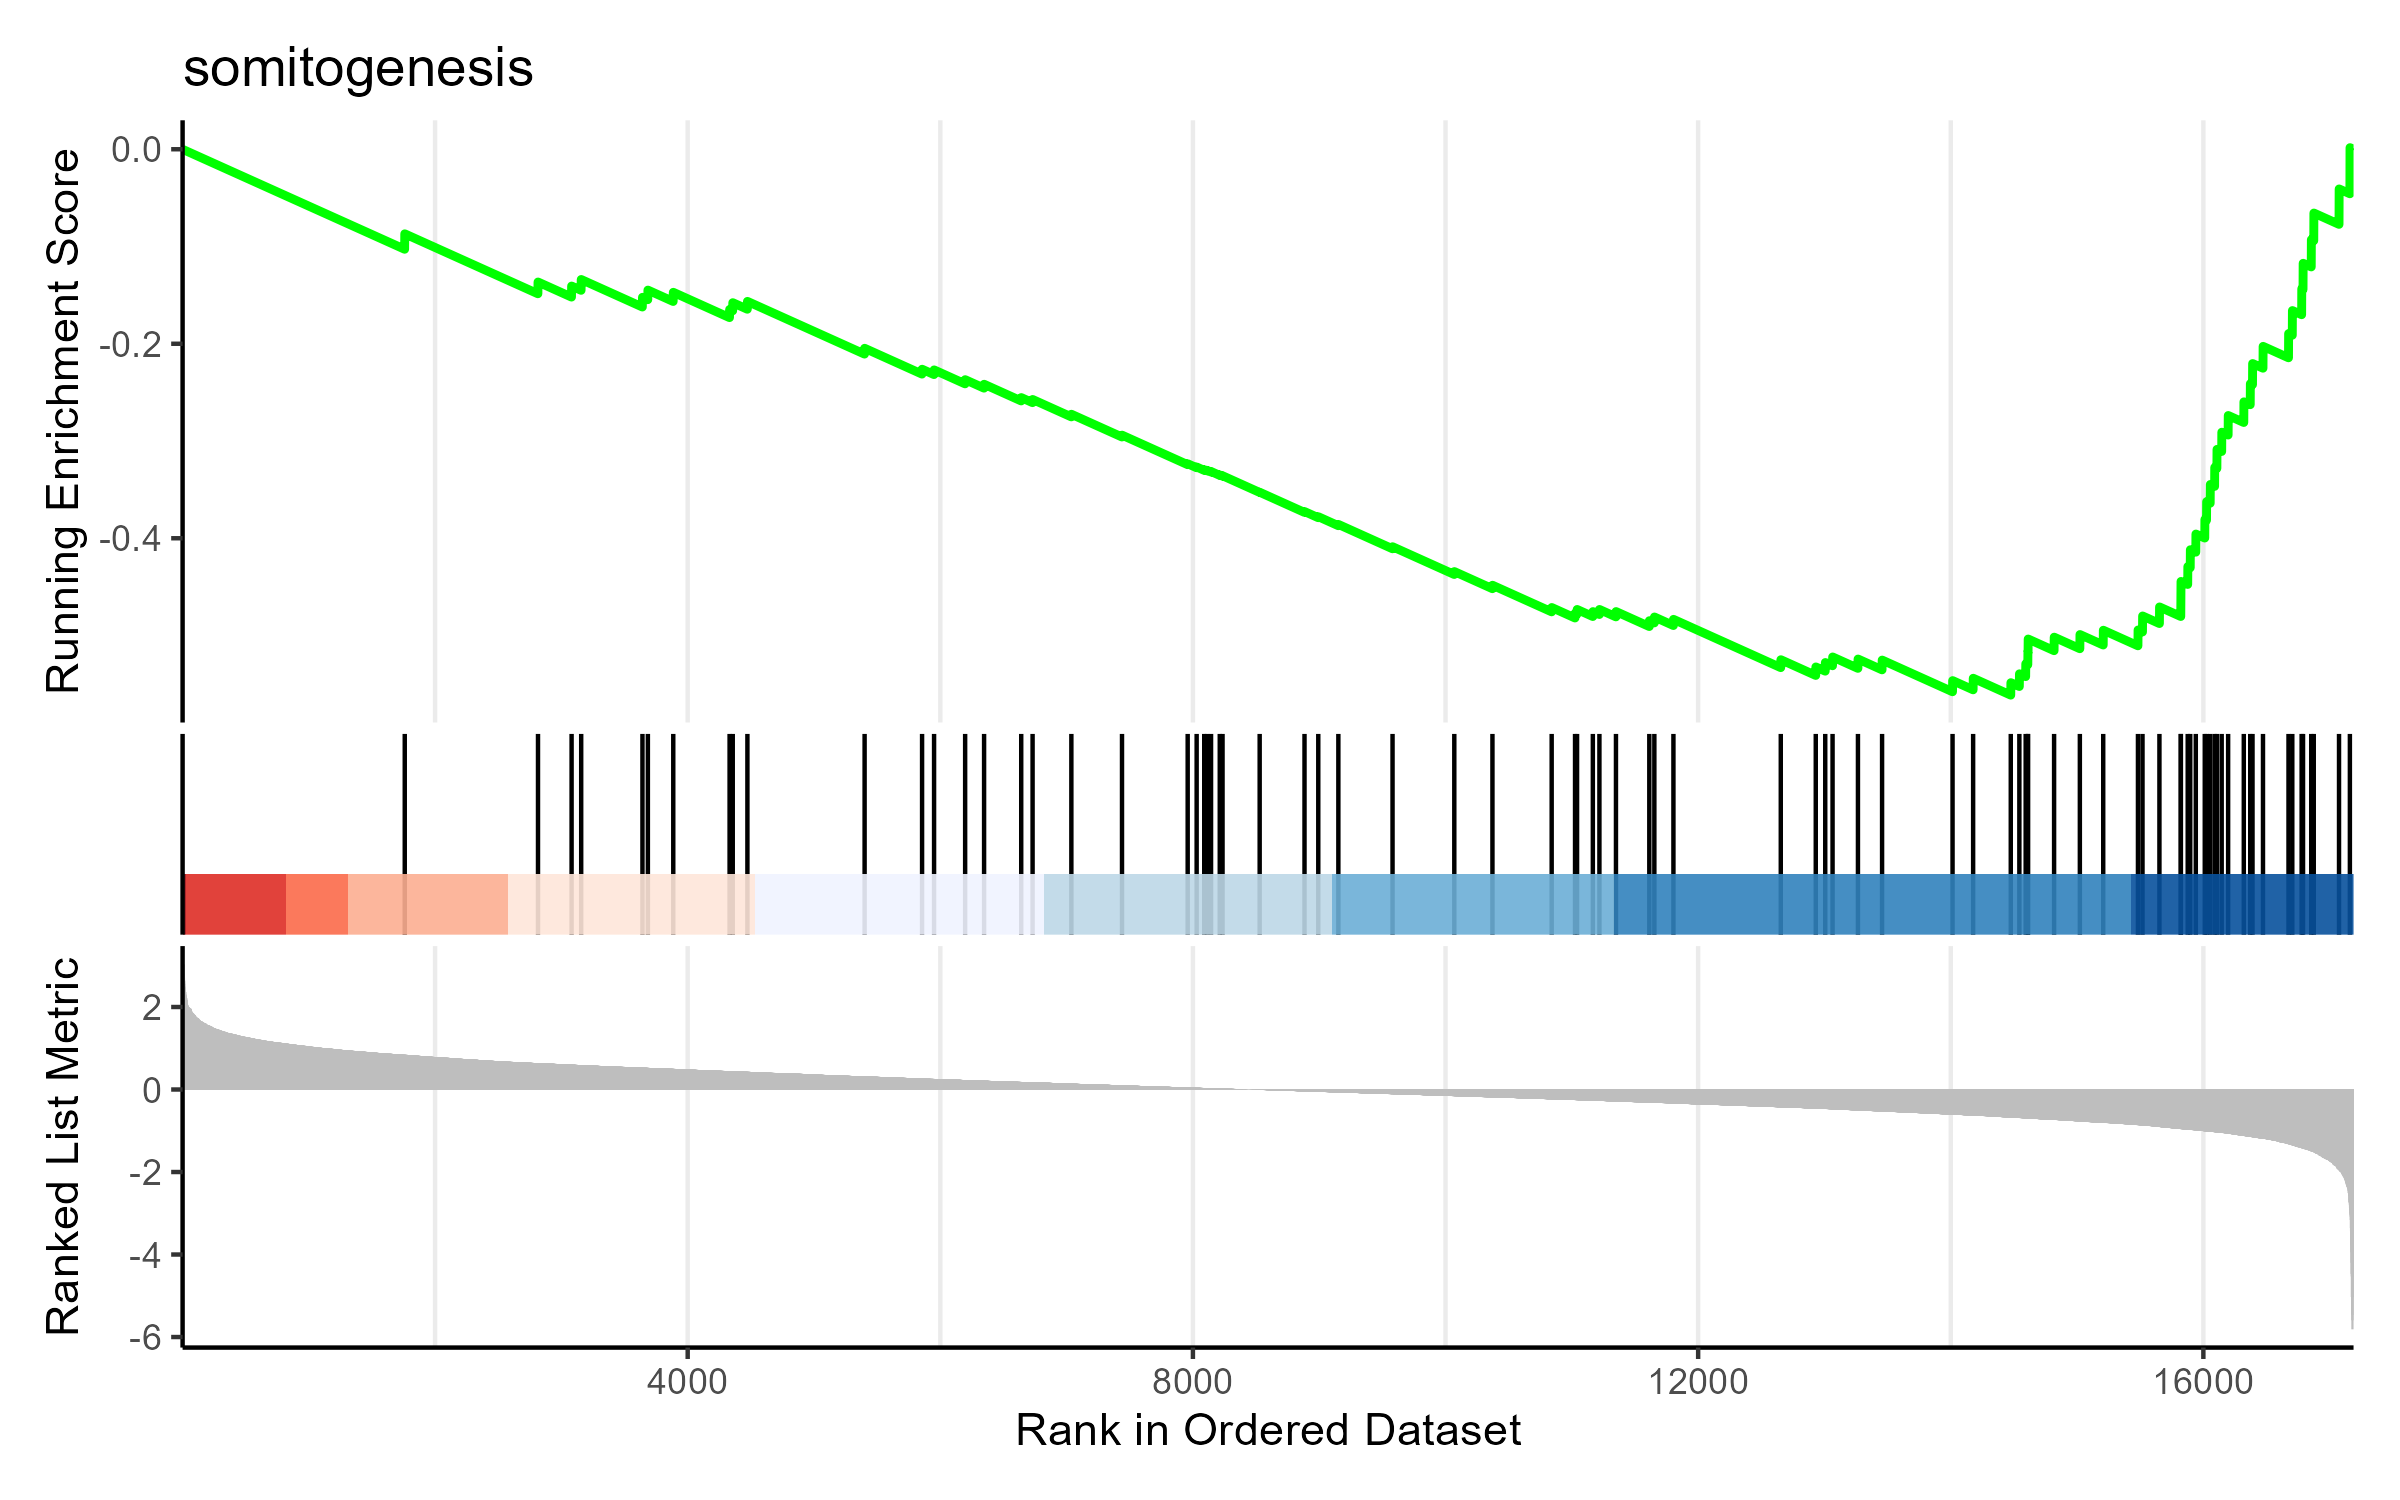 somitogenesis
Running Enrichment Score
0.0
-0.2
-0.4
Ranked List Metric
2
0
-2
-4
-6
4000 8000 12000 16000
Rank in Ordered Dataset